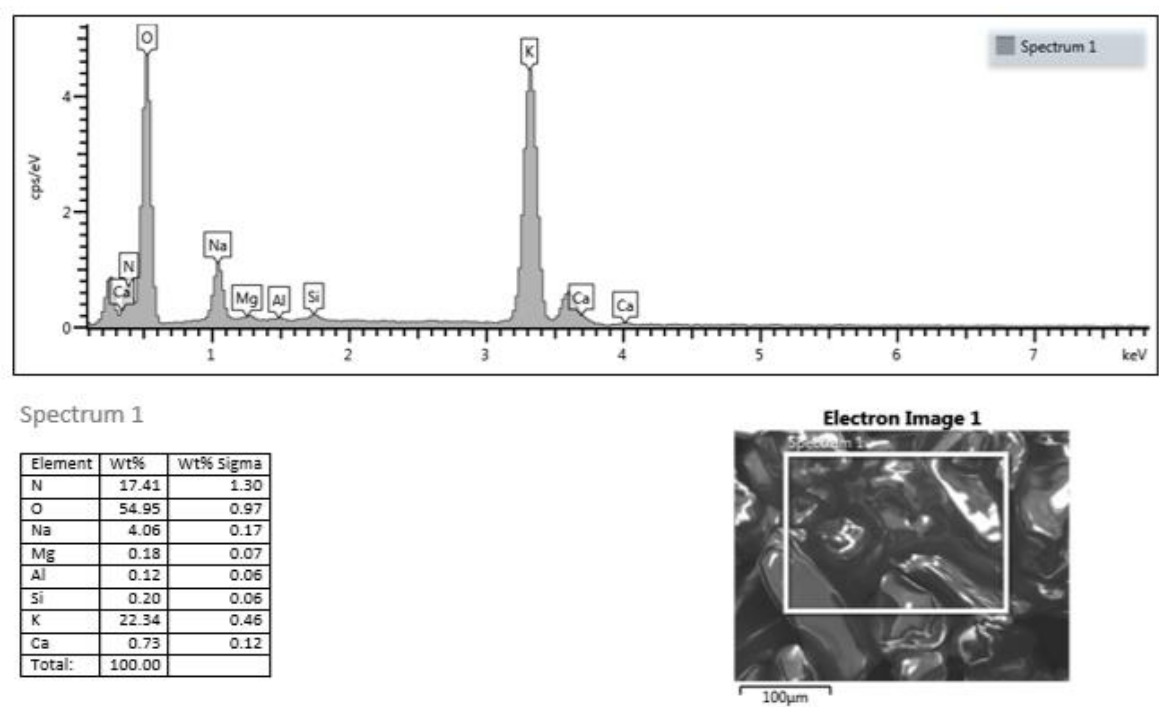 O
K
Spectrum 1
4
cps/eV
Na
2
N
Ca
Mg
Al
Si
Ca
Ca
0
1
2
3
4
5
6
7
keV
Spectrum 1
Electron Image 1
Spectrum 1
Element Wt% Wt% Sigma
N 17.41 1.30
O 54.95 0.97
Na 4.06 0.17
Mg 0.18 0.07
Al 0.12 0.06
Si 0.20 0.06
K 22.34 0.46
Ca 0.73 0.12
Total: 100.00
100µm